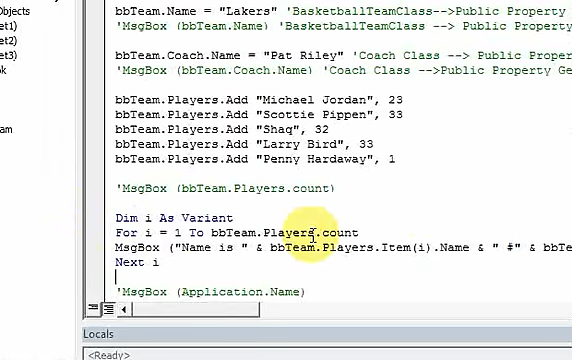 Objects
et1)
et2)
et3)
ok
am
bbTeam.Name = "Lakers" 'BasketballTeamClass-->Public Property
'MsgBox (bbTeam.Name) 'BasketballTeamClass-->Public Property
bbTeam.Coach.Name = "Pat Riley" 'Coach Class --> Public Propert
'MsgBox (bbTeam.Coach.Name) 'Coach Class -->Public Property Ge
bbTeam.Players.Add "Michael Jordan", 23
bbTeam.Players.Add "Scottie Pippen", 33
bbTeam.Players.Add "Shaq", 32
bbTeam.Players.Add "Larry Bird", 33
bbTeam.Players.Add "Penny Hardaway", 1
'MsgBox (bbTeam.Players.count)
Dim i As Variant
For i = 1 To bbTeam.Players.count
MsgBox ("Name is " & bbTeam.Players.Item(i).Name & " #" & bbTe
Next i
'MsgBox (Application.Name)
Locals
<Ready>